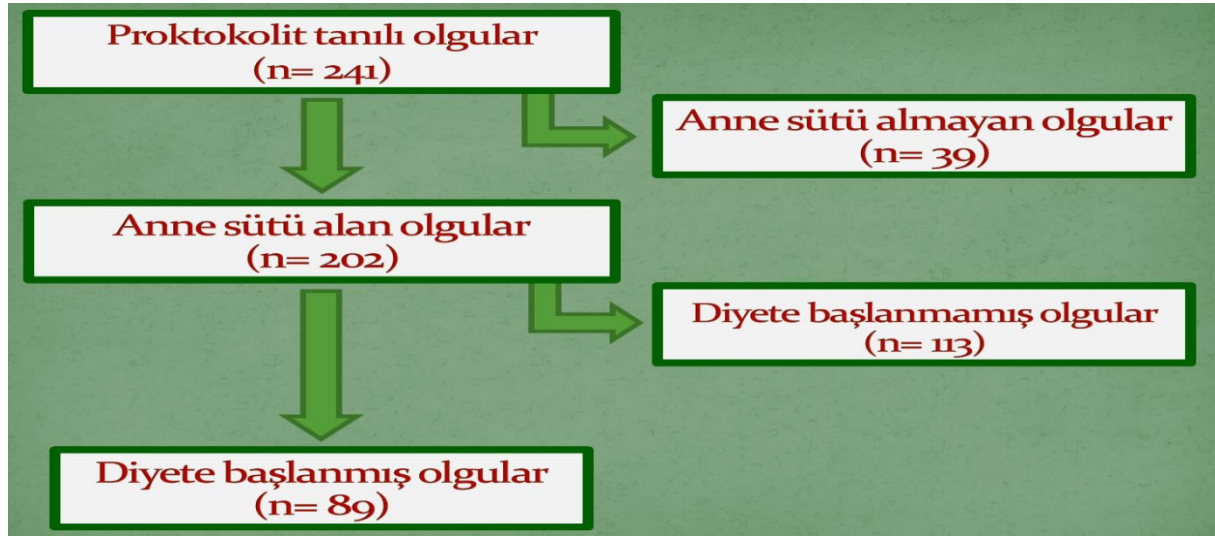 Proktokolit tanılı olgular
(n= 241)
Anne sütü almayan olgular
(n= 39)
Anne sütü alan olgular
(n= 202)
Diyete başlanmamış olgular
(n= 113)
Diyete başlanmış olgular
(n= 89)